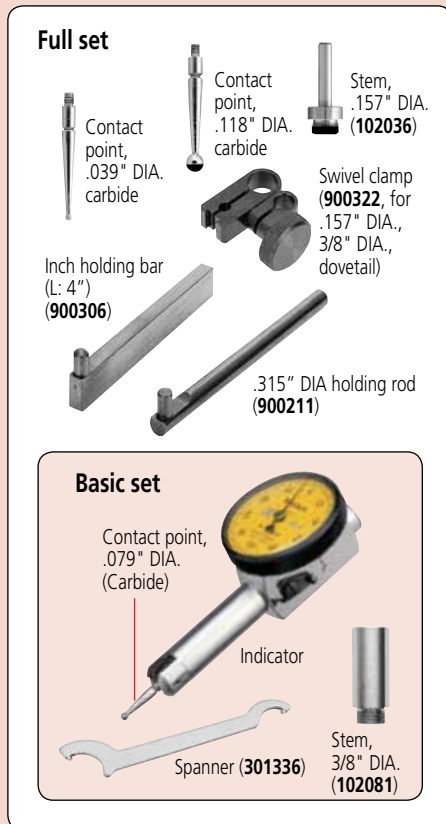 Full set
Contact
point,
.039" DIA.
carbide
Contact
point,
.118" DIA.
carbide
Stem,
.157" DIA.
(102036)
Swivel clamp
(900322, for
.157" DIA.,
3/8" DIA.,
dovetail)
Inch holding bar
(L: 4”)
(900306)
.315” DIA holding rod
(900211)
Basic set
Contact point,
.079" DIA.
(Carbide)
Indicator
Spanner (301336)
Stem,
3/8" DIA.
(102081)